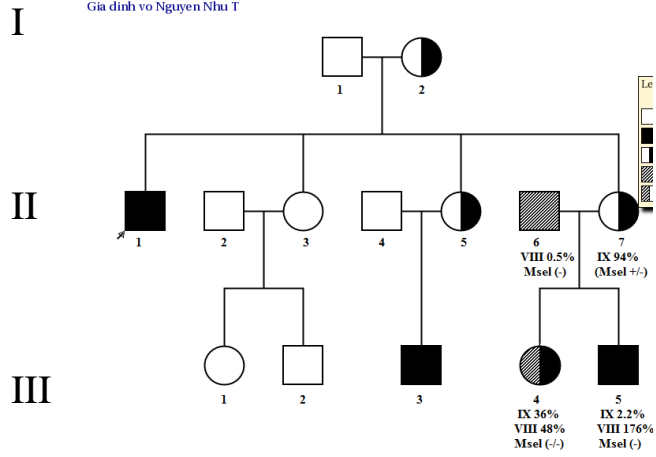 Gia dinh vo Nguyen Nhu T
I
1
2
Le
II
1
2
3
4
5
6
7
VIII 0.5%
IX 94%
MseI (-)
(MseI +/-)
III
1
2
3
4
5
IX 36%
IX 2.2%
VIII 48%
VIII 176%
MseI (-/-)
MseI (-)